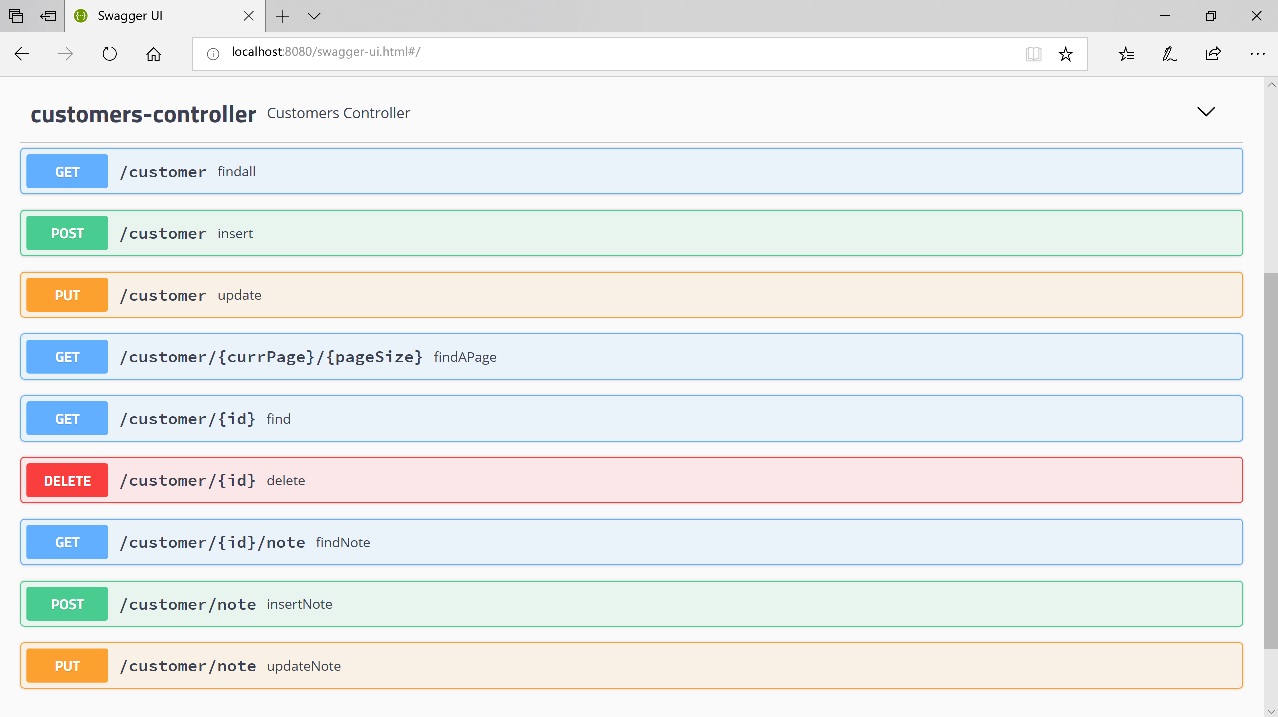 Swagger UI
localhost:8080/swagger-ui.html#/
customers-controller Customers Controller
GET /customer findall
POST /customer insert
PUT /customer update
GET /customer/{currPage}/{pageSize} findAPage
GET /customer/{id} find
DELETE /customer/{id} delete
GET /customer/{id}/note findNote
POST /customer/note insertNote
PUT /customer/note updateNote